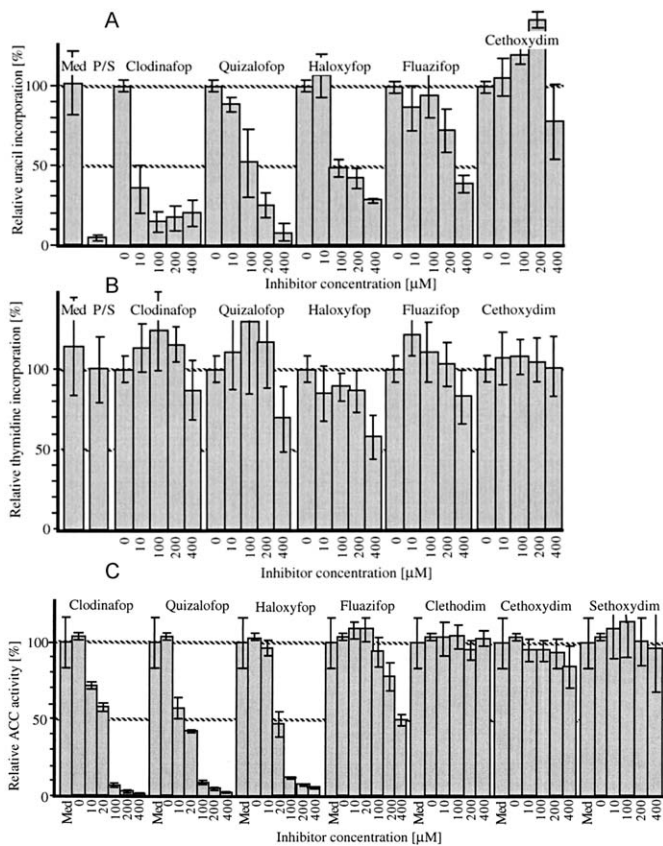 A
Relative uracil incorporation [%]
100
50
0
Med P/S Clodinafop Quizalofop Haloxyfop Fluazifop Cethoxydim
0 10 100 200 400 0 10 100 200 400 0 10 100 200 400 0 10 100 200 400 0 10 100 200 400
Inhibitor concentration [µM]
B
Relative thymidine incorporation [%]
100
50
0
Med P/S Clodinafop Quizalofop Haloxyfop Fluazifop Cethoxydim
0 10 100 200 400 0 10 100 200 400 0 10 100 200 400 0 10 100 200 400 0 10 100 200 400
Inhibitor concentration [µM]
C
Relative ACC activity [%]
100
50
0
Clodinafop Quizalofop Haloxyfop Fluazifop Clethodim Cethoxydim Sethoxydim
Med 0 10 20 100 200 400 Med 0 10 20 100 200 400 Med 0 10 20 100 200 400 Med 0 10 20 100 200 400 Med 0 10 100 200 400 Med 0 10 100 200 400 Med 0 10 100 200 400
Inhibitor concentration [µM]